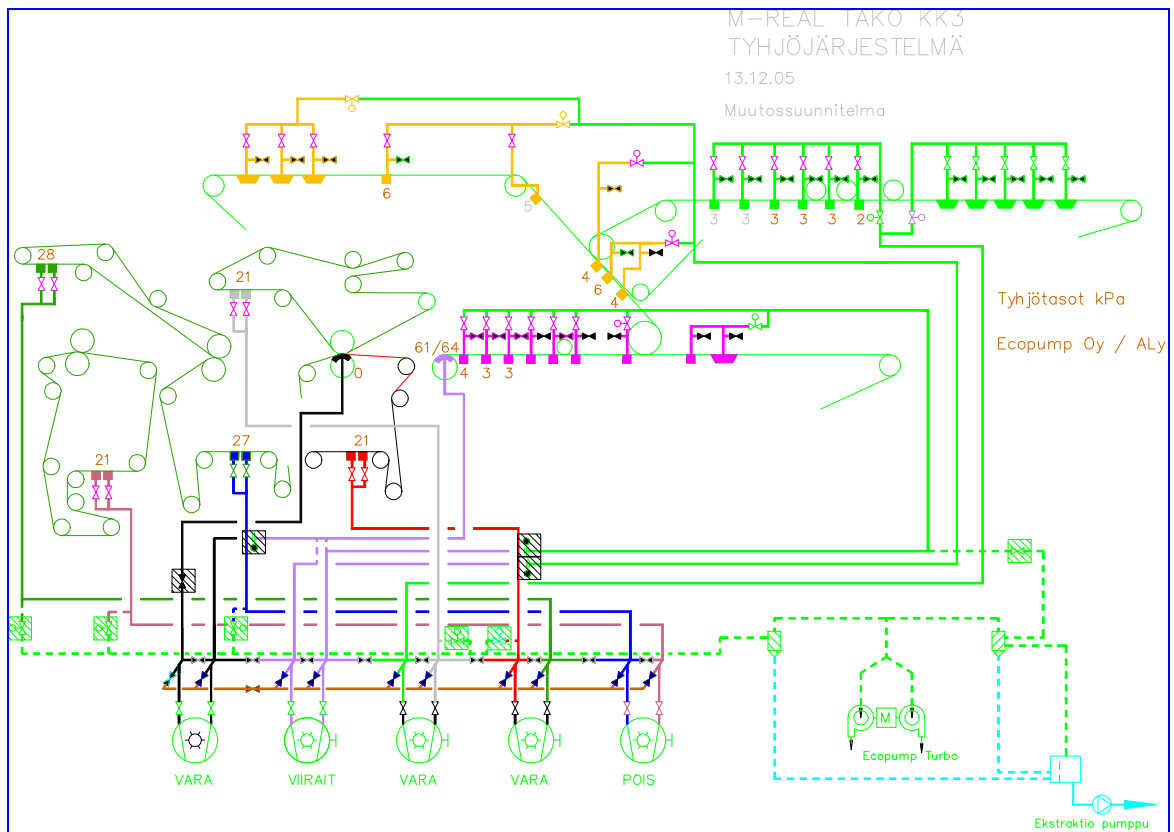 M-REAL TAKO KK3
TYHJÖJÄRJESTELMÄ
13.12.05
Muutossuunnitelma
6
5
3 3 3 3 3 2
28
21
4
6
4
Tyhjötasot kPa
61/64
Ecopump Oy / ALy
0
4 3 3
21
27
21
M
Ecopump Turbo
VARA VIIRAIT VARA VARA POIS
Ekstraktio pumppu